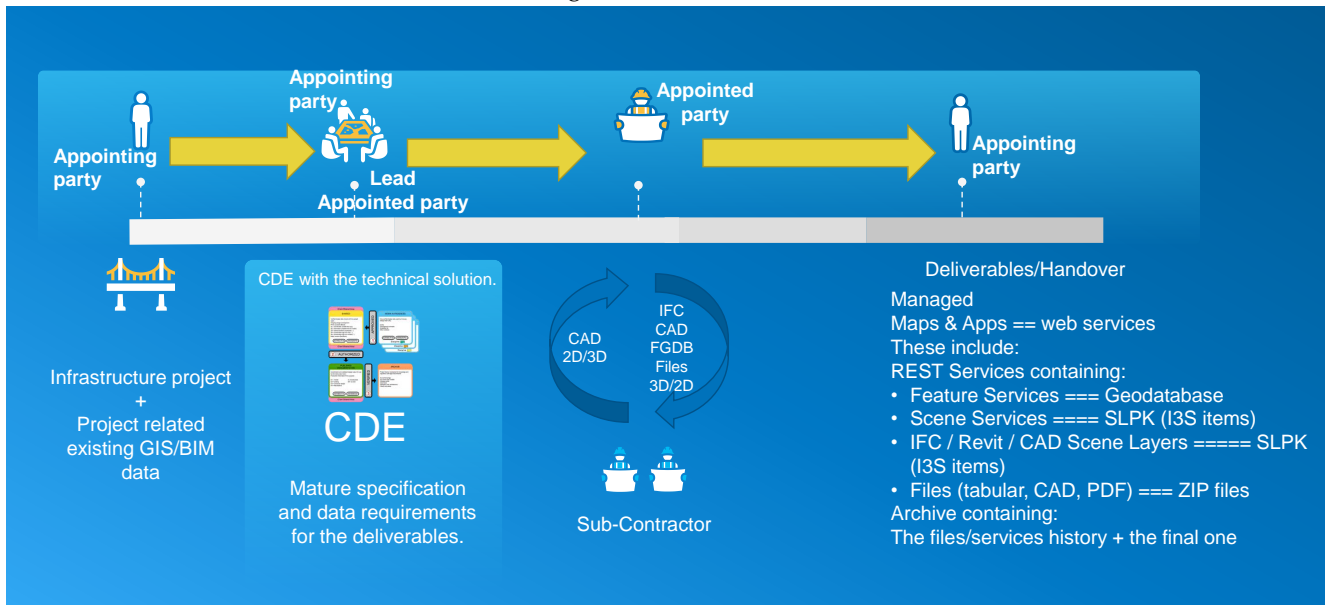 Appointing
party
Appointing
party
Lead
Appointed party
Appointed
party
Appointing
party
Infrastructure project
+
Project related
existing GIS/BIM
data
CDE with the technical solution.
CDE
Mature specification
and data requirements
for the deliverables.
CAD
2D/3D
IFC
CAD
FGDB
Files
3D/2D
Sub-Contractor
Deliverables/Handover
Managed
Maps & Apps == web services
These include:
REST Services containing:
• Feature Services === Geodatabase
• Scene Services ==== SLPK (I3S items)
• IFC / Revit / CAD Scene Layers ===== SLPK
(I3S items)
• Files (tabular, CAD, PDF) === ZIP files
Archive containing:
The files/services history + the final one